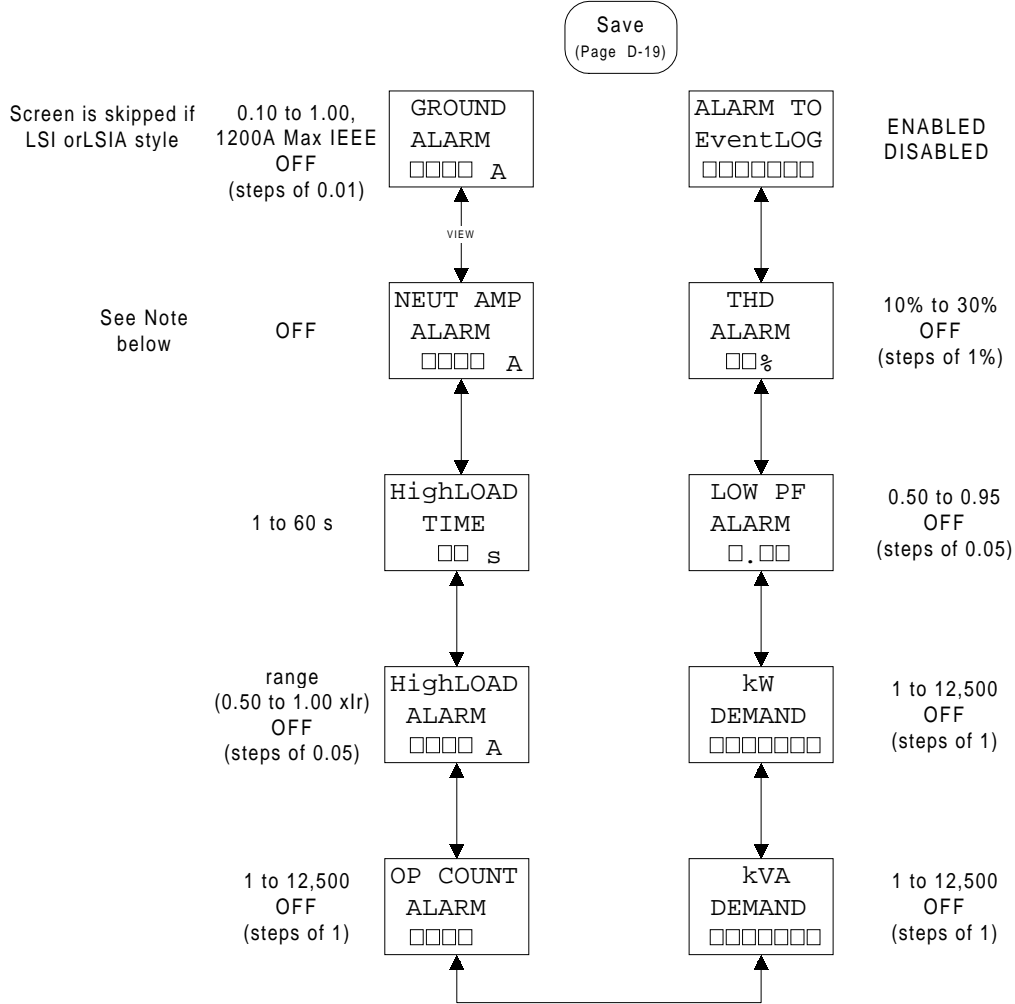 Save
(Page D-19)
Screen is skipped if
LSI orLSIA style
0.10 to 1.00,
1200A Max IEEE
OFF
(steps of 0.01)
GROUND
ALARM
□□□□ A
VIEW
See Note
below
OFF
NEUT AMP
ALARM
□□□□ A
1 to 60 s
HighLOAD
TIME
□□ s
range
(0.50 to 1.00 xIr)
OFF
(steps of 0.05)
HighLOAD
ALARM
□□□□ A
1 to 12,500
OFF
(steps of 1)
OP COUNT
ALARM
□□□□
ALARM TO
EventLOG
□□□□□□□
ENABLED
DISABLED
THD
ALARM
□□%
10% to 30%
OFF
(steps of 1%)
LOW PF
ALARM
□.□□
0.50 to 0.95
OFF
(steps of 0.05)
kW
DEMAND
□□□□□□□
1 to 12,500
OFF
(steps of 1)
kVA
DEMAND
□□□□□□□
1 to 12,500
OFF
(steps of 1)